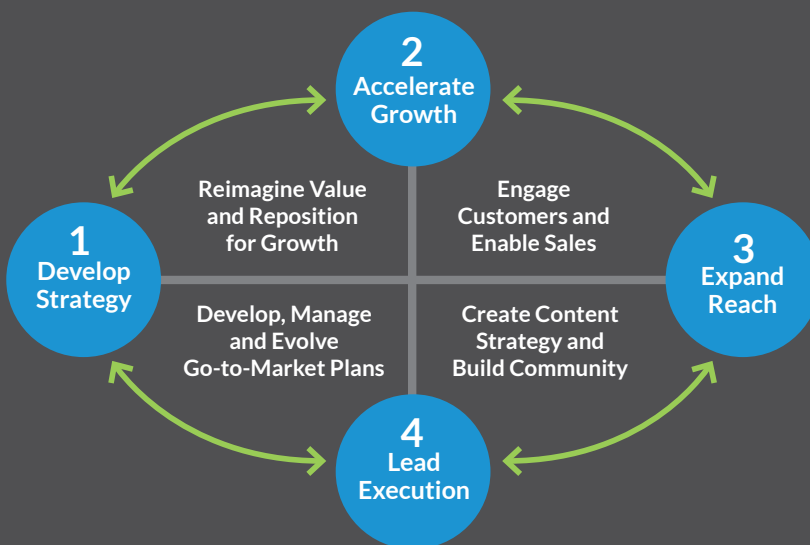 2
Accelerate
Growth
Reimagine Value
and Reposition
for Growth
Engage
Customers and
Enable Sales
1
Develop
Strategy
3
Expand
Reach
Develop, Manage
and Evolve
Go-to-Market Plans
Create Content
Strategy and
Build Community
4
Lead
Execution